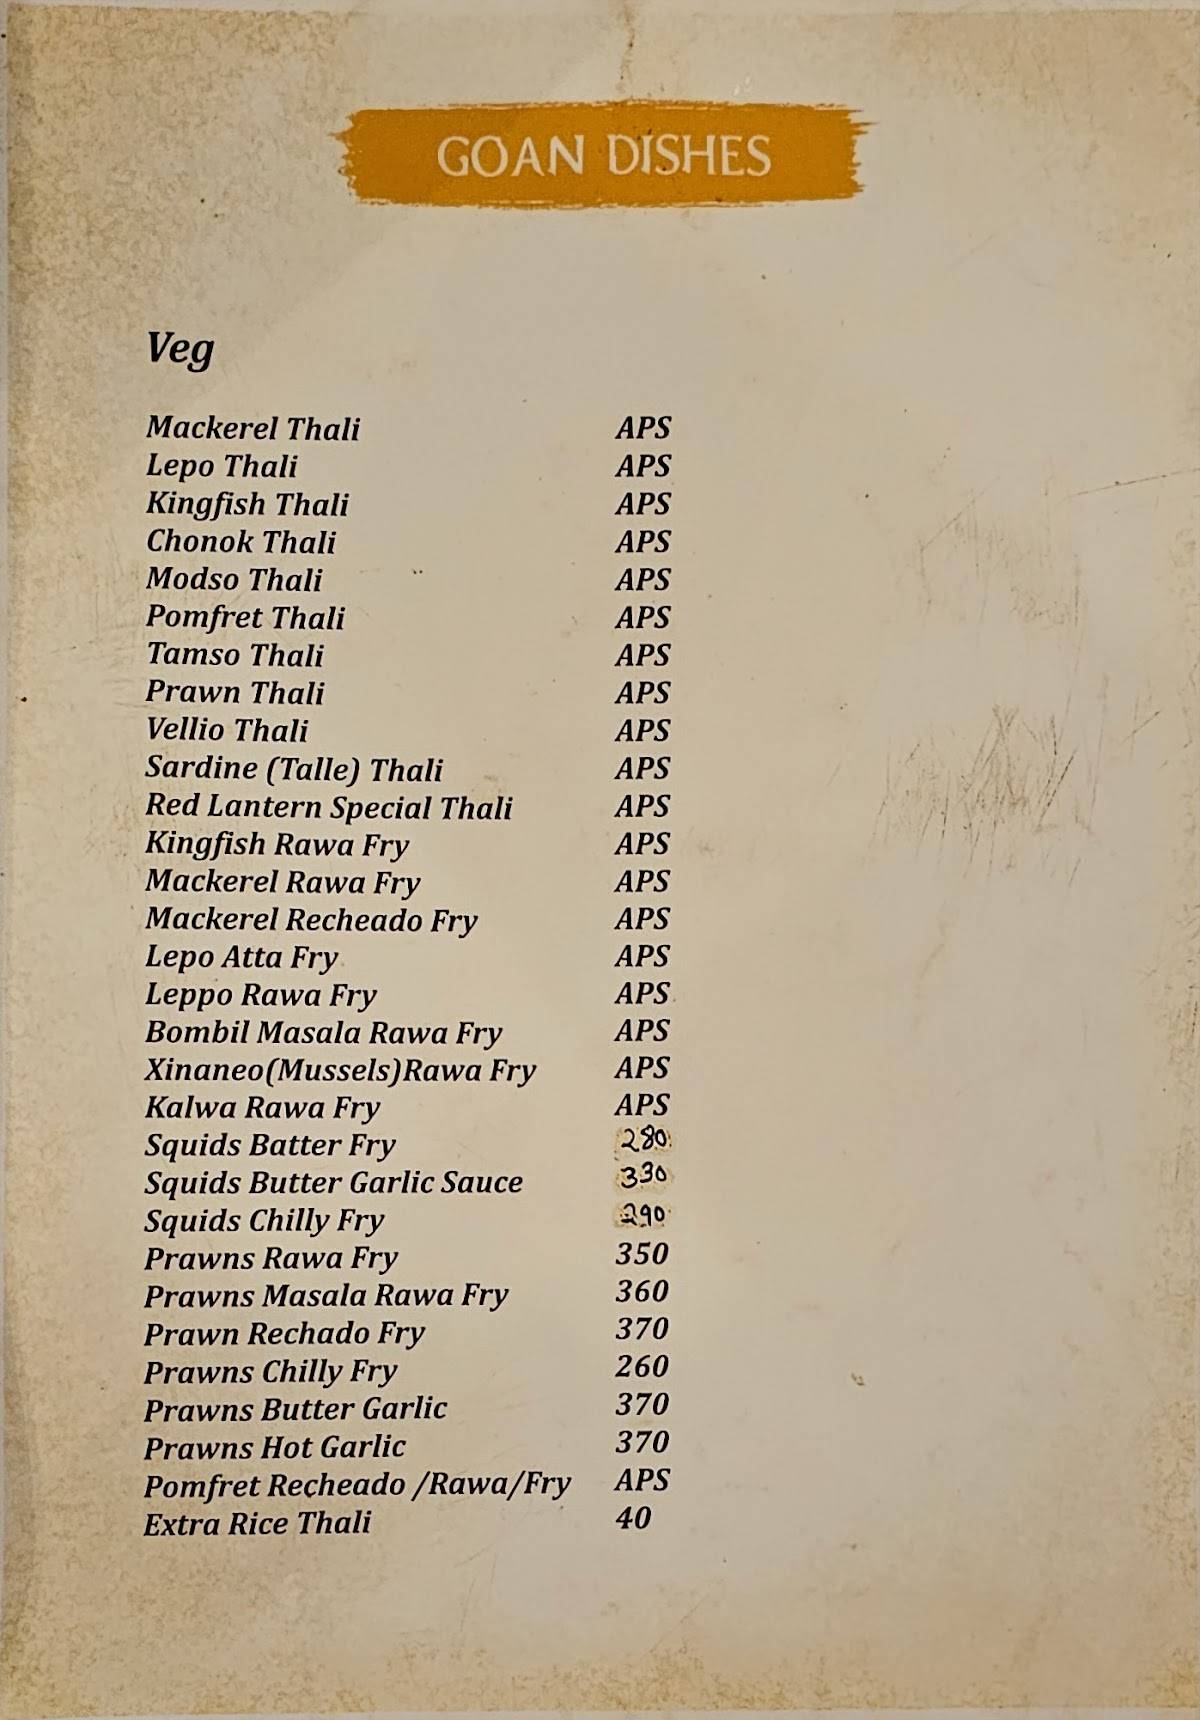 GOAN DISHES
Veg
Mackerel Thali APS
Lepo Thali APS
Kingfish Thali APS
Chonok Thali APS
Modso Thali APS
Pomfret Thali APS
Tamso Thali APS
Prawn Thali APS
Vellio Thali APS
Sardine (Talle) Thali APS
Red Lantern Special Thali APS
Kingfish Rawa Fry APS
Mackerel Rawa Fry APS
Mackerel Recheado Fry APS
Lepo Atta Fry APS
Leppo Rawa Fry APS
Bombil Masala Rawa Fry APS
Xinaneo(Mussels)Rawa Fry APS
Kalwa Rawa Fry APS
Squids Batter Fry 280
Squids Butter Garlic Sauce 330
Squids Chilly Fry 290
Prawns Rawa Fry 350
Prawns Masala Rawa Fry 360
Prawn Rechado Fry 370
Prawns Chilly Fry 260
Prawns Butter Garlic 370
Prawns Hot Garlic 370
Pomfret Recheado /Rawa/Fry APS
Extra Rice Thali 40